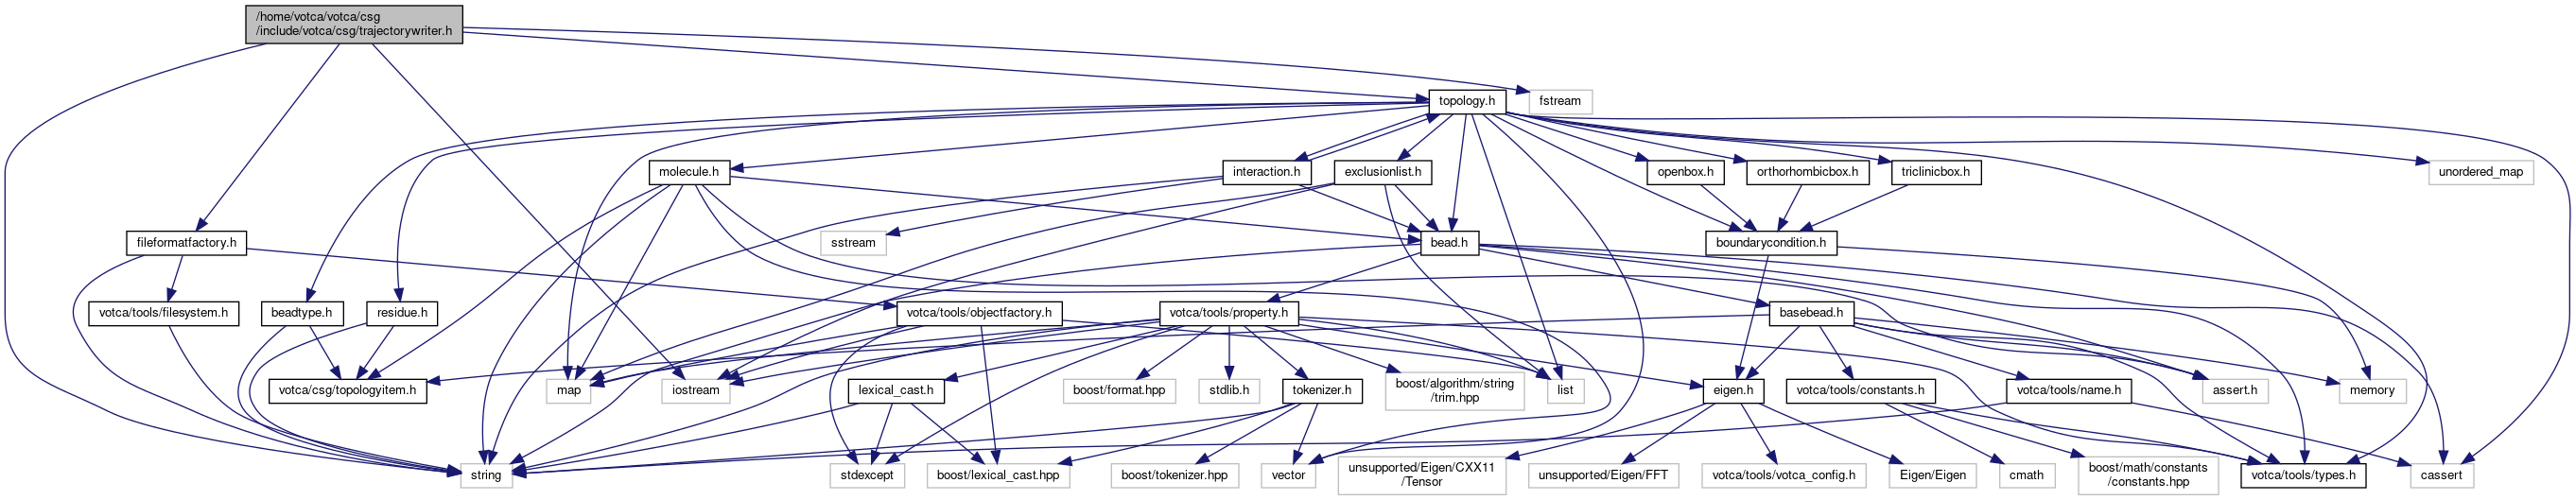 /home/votca/votca/csg
/include/votca/csg/trajectorywriter.h
topology.h
fstream
molecule.h
interaction.h
exclusionlist.h
openbox.h
orthorhombicbox.h
triclinicbox.h
unordered_map
fileformatfactory.h
sstream
bead.h
boundarycondition.h
votca/tools/filesystem.h
beadtype.h
residue.h
votca/tools/objectfactory.h
votca/tools/property.h
basebead.h
votca/csg/topologyitem.h
map
iostream
lexical_cast.h
boost/format.hpp
stdlib.h
tokenizer.h
boost/algorithm/string
/trim.hpp
list
eigen.h
votca/tools/constants.h
votca/tools/name.h
assert.h
memory
string
stdexcept
boost/lexical_cast.hpp
boost/tokenizer.hpp
vector
unsupported/Eigen/CXX11
/Tensor
unsupported/Eigen/FFT
votca/tools/votca_config.h
Eigen/Eigen
cmath
boost/math/constants
/constants.hpp
votca/tools/types.h
cassert